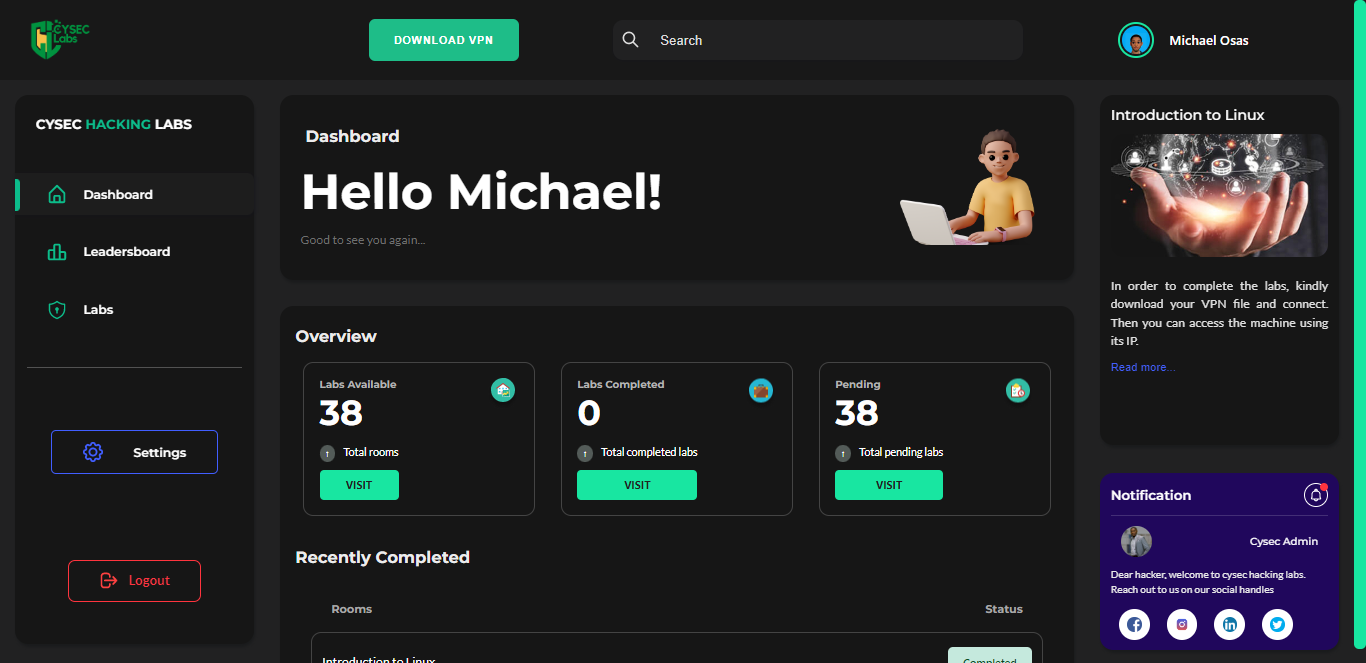 CYSEC
Labs
DOWNLOAD VPN
Search
Michael Osas
CYSEC HACKING LABS
Dashboard
Leadersboard
Labs
Settings
Logout
Dashboard
Hello Michael!
Good to see you again...
Overview
Labs Available
38
Total rooms
VISIT
Labs Completed
0
Total completed labs
VISIT
Pending
38
Total pending labs
VISIT
Recently Completed
Rooms
Status
Introduction to Linux
Completed
Introduction to Linux
In order to complete the labs, kindly
download your VPN file and connect.
Then you can access the machine using
its IP.
Read more...
Notification
Cysec Admin
Dear hacker, welcome to cysec hacking labs.
Reach out to us on our social handles